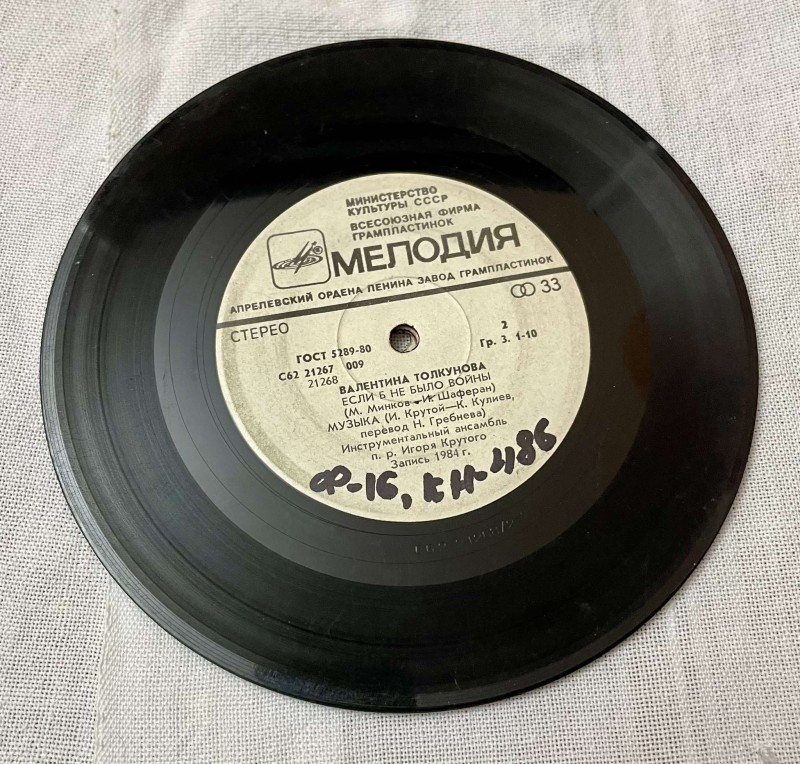 МИНИСТЕРСТВО
КУЛЬТУРЫ СССР
ВСЕСОЮЗНАЯ ФИРМА
ГРАМПЛАСТИНОК
МЕЛОДИЯ
АПРЕЛЕВСКИЙ ОРДЕНА ЛЕНИНА ЗАВОД ГРАМПЛАСТИНОК
СТЕРЕО
33
ГОСТ 5289-80
2
С62 21267 009
Гр. 3. 1-10
21268
ВАЛЕНТИНА ТОЛКУНОВА
ЕСЛИ Б НЕ БЫЛО ВОЙНЫ
(М. Минков—И. Шаферан)
МУЗЫКА (И. Крутой—К. Кулиев,
перевод Н. Гребнева)
Инструментальный ансамбль
п. р. Игоря Крутого
Запись 1984 г.
Ф-16, КН-486